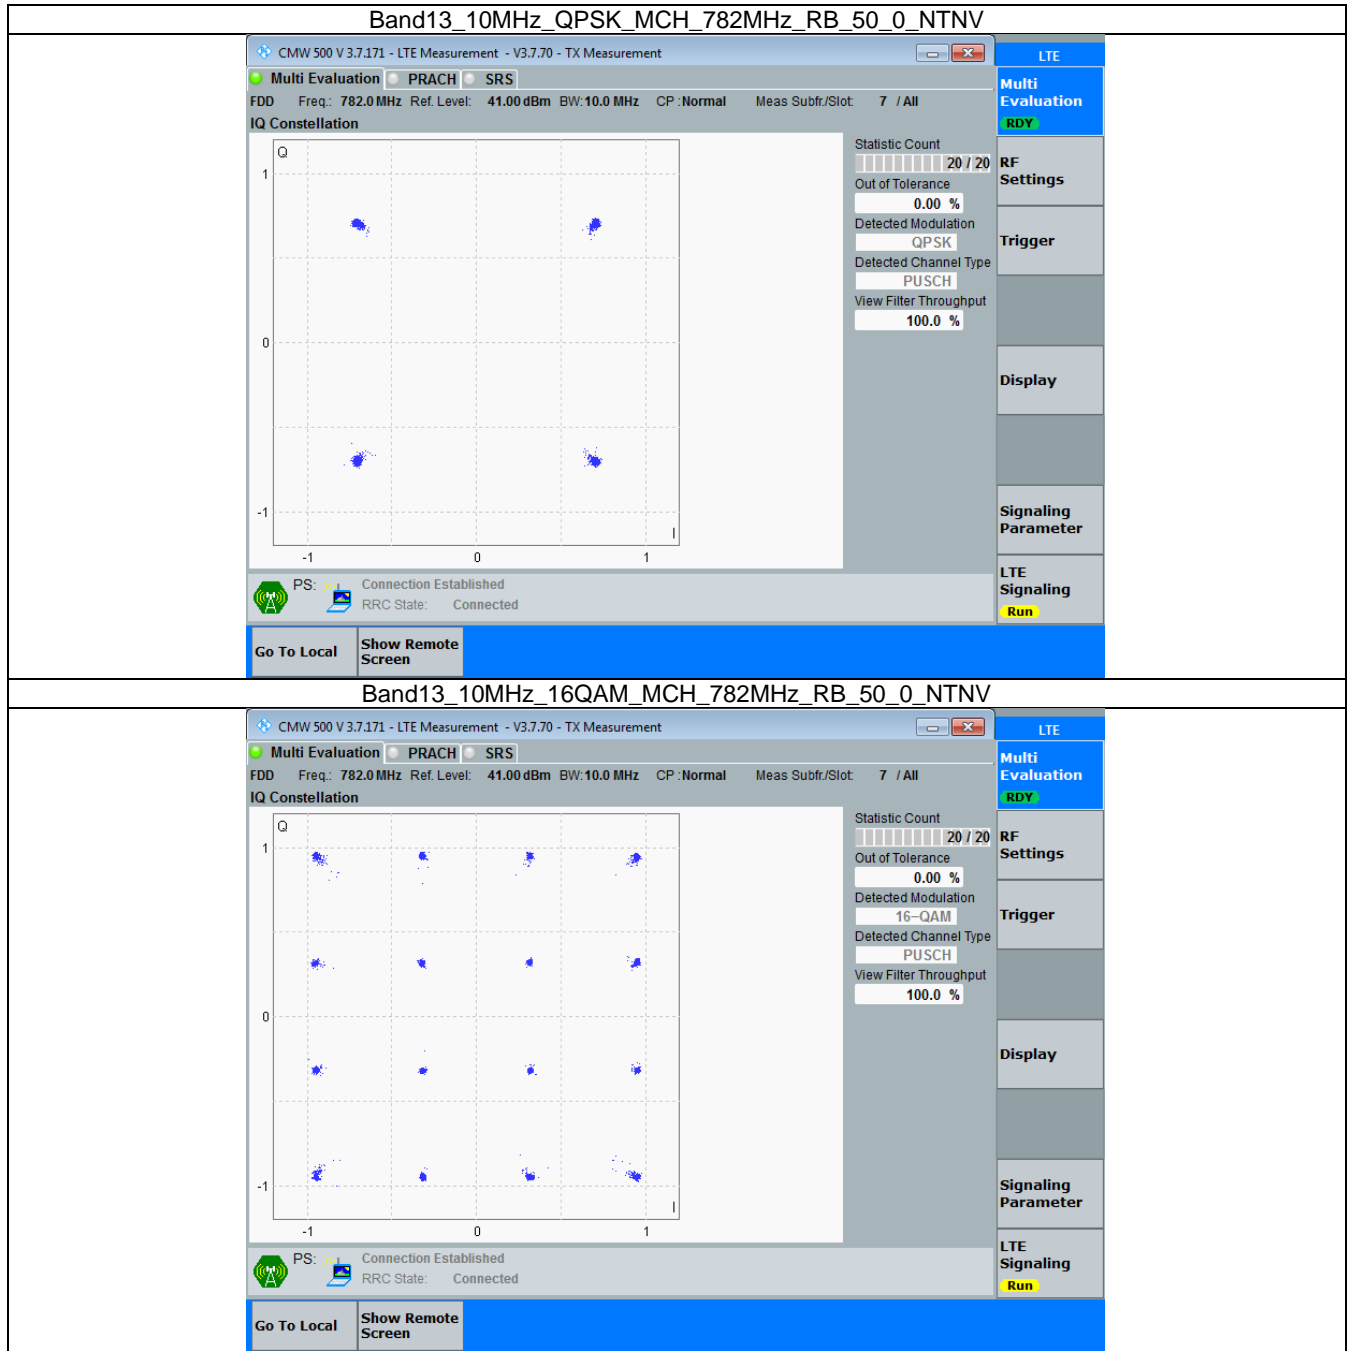 Band13_10MHz_QPSK_MCH_782MHz_RB_50_0_NTNV
CMW 500 V 3.7.171 - LTE Measurement - V3.7.70 - TX Measurement
LTE
Multi Evaluation PRACH SRS
FDD Freq.: 782.0 MHz Ref. Level: 41.00 dBm BW: 10.0 MHz CP : Normal Meas Subfr./Slot: 7 / All
IQ Constellation
Multi
Evaluation
RDY
Q
1
0
-1
-1 0 1
I
Statistic Count
20 / 20
Out of Tolerance
0.00 %
Detected Modulation
QPSK
Detected Channel Type
PUSCH
View Filter Throughput
100.0 %
RF
Settings
Trigger
Display
Signaling
Parameter
LTE
Signaling
Run
PS: Connection Established
RRC State: Connected
Go To Local
Show Remote
Screen
Band13_10MHz_16QAM_MCH_782MHz_RB_50_0_NTNV
CMW 500 V 3.7.171 - LTE Measurement - V3.7.70 - TX Measurement
LTE
Multi Evaluation PRACH SRS
FDD Freq.: 782.0 MHz Ref. Level: 41.00 dBm BW: 10.0 MHz CP : Normal Meas Subfr./Slot: 7 / All
IQ Constellation
Multi
Evaluation
RDY
Q
1
0
-1
-1 0 1
I
Statistic Count
20 / 20
Out of Tolerance
0.00 %
Detected Modulation
16-QAM
Detected Channel Type
PUSCH
View Filter Throughput
100.0 %
RF
Settings
Trigger
Display
Signaling
Parameter
LTE
Signaling
Run
PS: Connection Established
RRC State: Connected
Go To Local
Show Remote
Screen